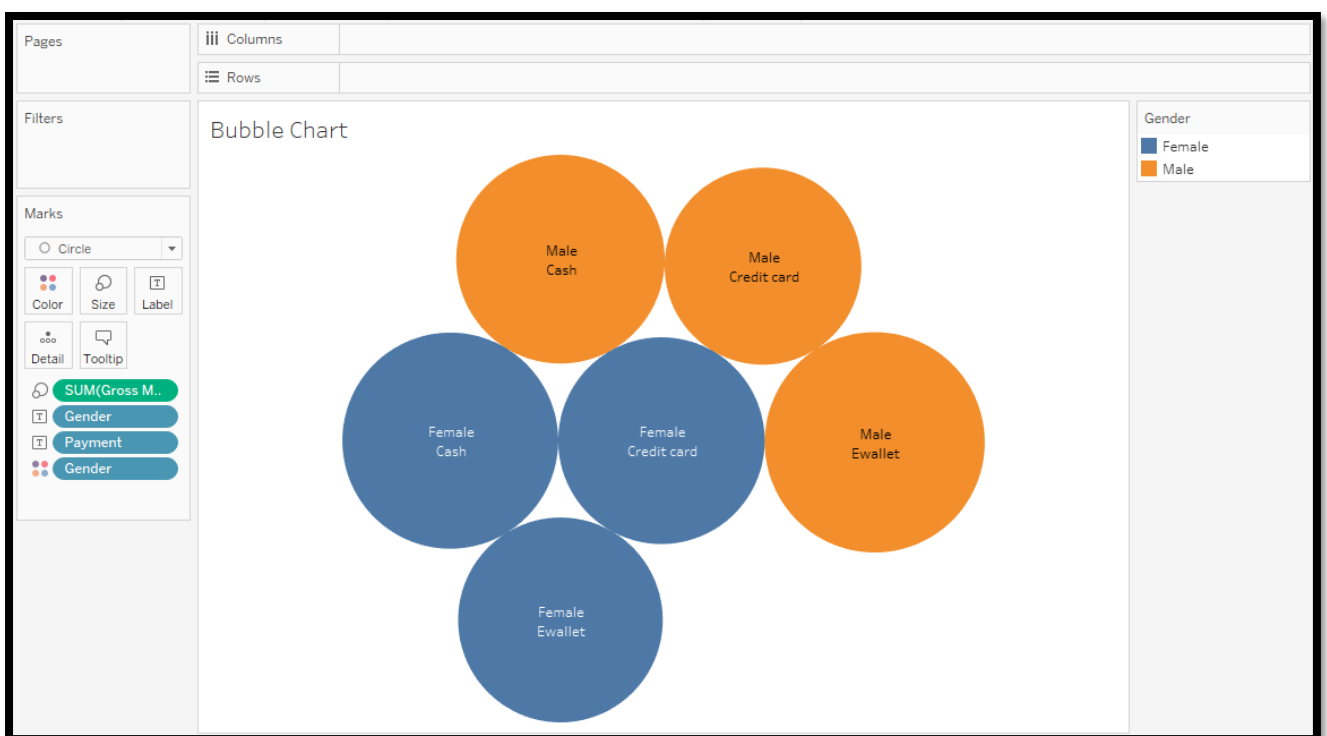 Pages
Columns
Rows
Filters
Marks
Circle
Color
Size
Label
Detail
Tooltip
SUM(Gross M..
Gender
Payment
Gender
Bubble Chart
Male
Cash
Male
Credit card
Female
Cash
Female
Credit card
Male
Ewallet
Female
Ewallet
Gender
Female
Male